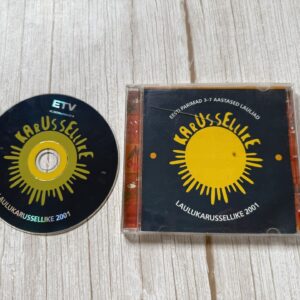 ETV
KARUSSELLIKE
LAULUKARUSSELLIKE 2001
EESTI PARIMAD 3-7 AASTASED LAULJAD
KARUSSELLIKE
LAULUKARUSSELLIKE 2001